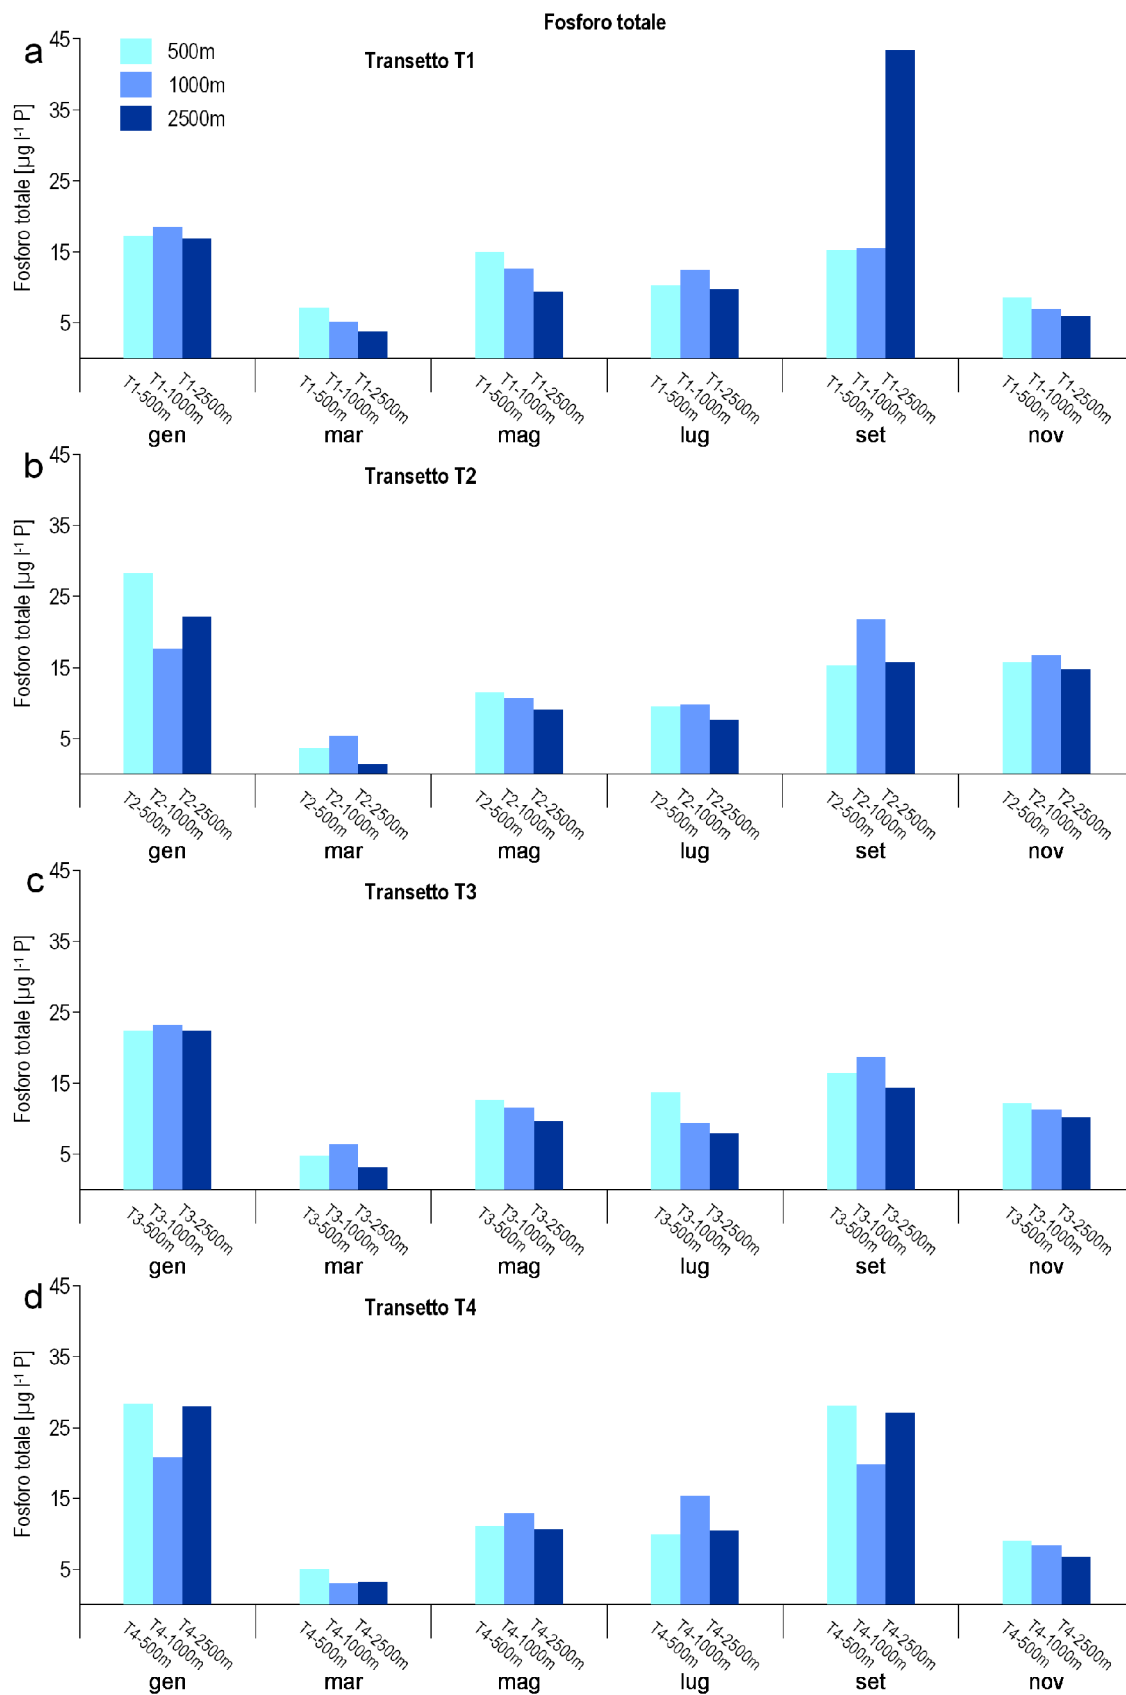 Fosforo totale
a
Transetto T1
500m
1000m
2500m
Fosforo totale [µg l-1 P]
45
35
25
15
5
T1-500m T1-1000m T1-2500m
T1-500m T1-1000m T1-2500m
T1-500m T1-1000m T1-2500m
T1-500m T1-1000m T1-2500m
T1-500m T1-1000m T1-2500m
T1-500m T1-1000m T1-2500m
gen mar mag lug set nov
b
Transetto T2
Fosforo totale [µg l-1 P]
45
35
25
15
5
T2-500m T2-1000m T2-2500m
T2-500m T2-1000m T2-2500m
T2-500m T2-1000m T2-2500m
T2-500m T2-1000m T2-2500m
T2-500m T2-1000m T2-2500m
T2-500m T2-1000m T2-2500m
gen mar mag lug set nov
c
Transetto T3
Fosforo totale [µg l-1 P]
45
35
25
15
5
T3-500m T3-1000m T3-2500m
T3-500m T3-1000m T3-2500m
T3-500m T3-1000m T3-2500m
T3-500m T3-1000m T3-2500m
T3-500m T3-1000m T3-2500m
T3-500m T3-1000m T3-2500m
gen mar mag lug set nov
d
Transetto T4
Fosforo totale [µg l-1 P]
45
35
25
15
5
T4-500m T4-1000m T4-2500m
T4-500m T4-1000m T4-2500m
T4-500m T4-1000m T4-2500m
T4-500m T4-1000m T4-2500m
T4-500m T4-1000m T4-2500m
T4-500m T4-1000m T4-2500m
gen mar mag lug set nov